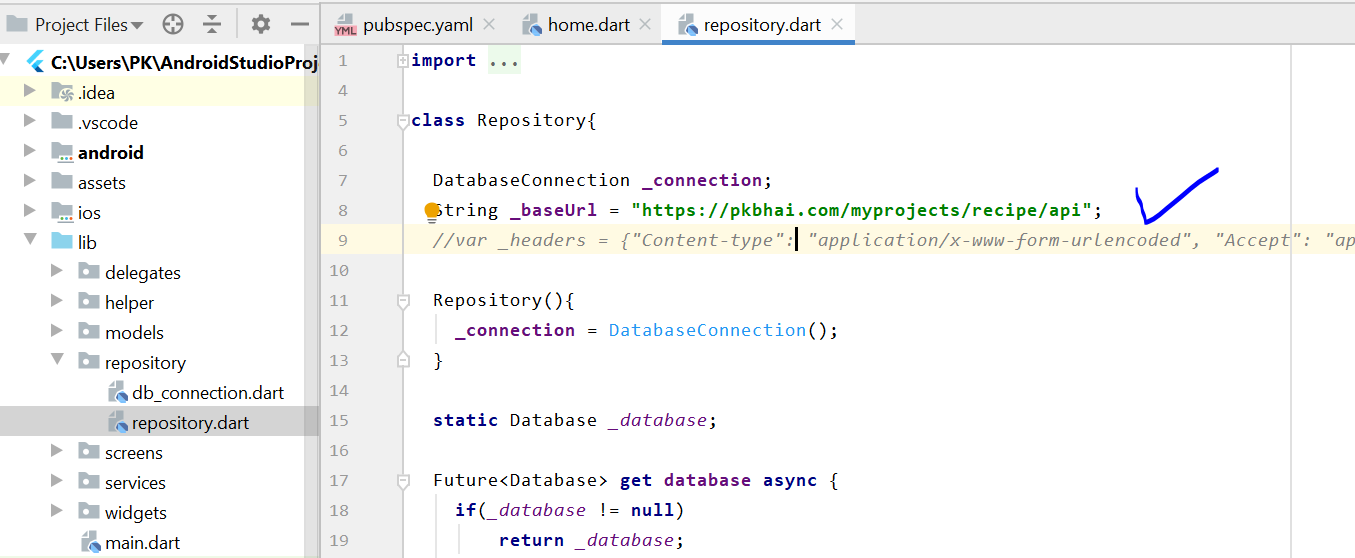 Project Files
pubspec.yaml
home.dart
repository.dart
C:\Users\PK\AndroidStudioProj
.idea
.vscode
android
assets
ios
lib
delegates
helper
models
repository
db_connection.dart
repository.dart
screens
services
widgets
main.dart
1 import ...
4
5 class Repository{
6
7 DatabaseConnection _connection;
8 String _baseUrl = "https://pkbhai.com/myprojects/recipe/api";
9 //var _headers = {"Content-type": "application/x-www-form-urlencoded", "Accept": "ap
10
11 Repository(){
12 _connection = DatabaseConnection();
13 }
14
15 static Database _database;
16
17 Future<Database> get database async {
18 if(_database != null)
19 return _database;